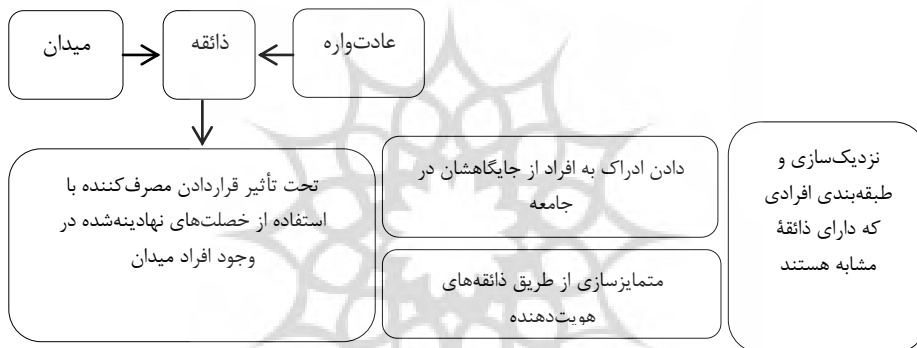 عادت‌واره
ذائقه
میدان
نزدیک‌سازی و
طبقه‌بندی افرادی
که دارای ذائقهٔ
مشابه هستند
دادن ادراک به افراد از جایگاهشان در
جامعه
متمایزسازی از طریق ذائقه‌های
هویت‌دهنده
تحت تأثیر قراردادن مصرف‌کننده با
استفاده از خصلت‌های نهادینه‌شده در
وجود افراد میدان